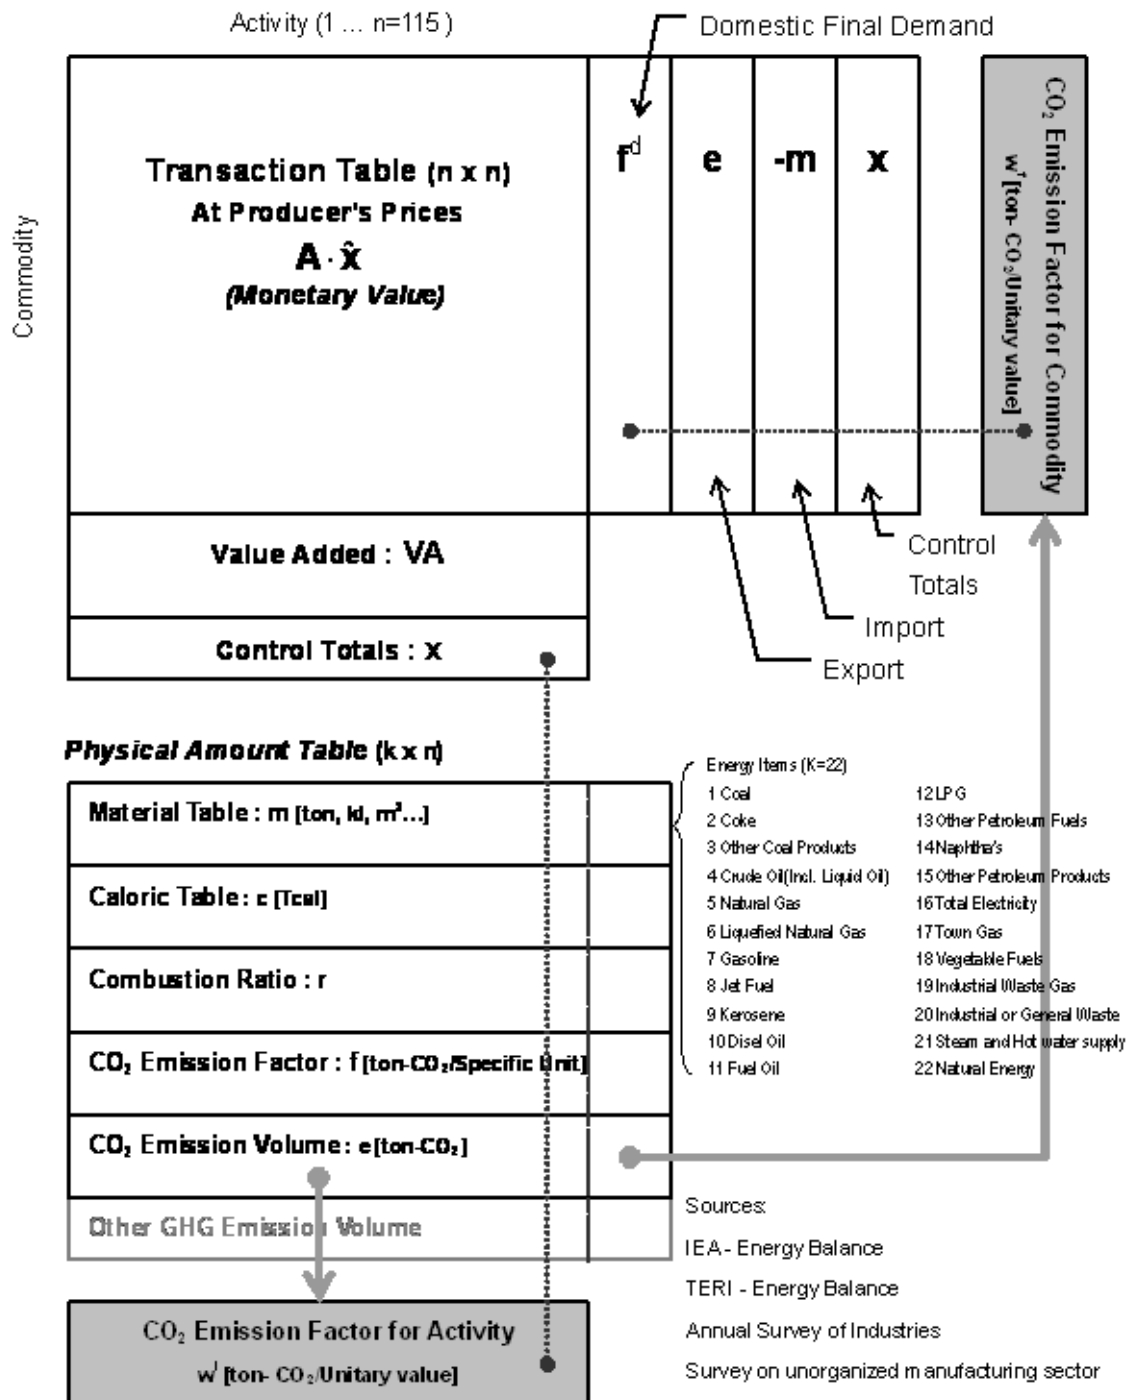 Activity (1 ... n=115 )
Domestic Final Demand
Commodity
Transaction Table (n x n)
At Producer's Prices
A · x̂
(Monetary Value)
f^d
e
-m
x
CO₂ Emission Factor for Commodity
w^f [ton- CO₂/Unitary value]
Value Added : VA
Control Totals : x
Control
Totals
Import
Export
Physical Amount Table (k x n)
Material Table : m [ton, kl, m³...]
Caloric Table : c [Tcal]
Combustion Ratio : r
CO₂ Emission Factor : f [ton-CO₂/Specific Unit]
CO₂ Emission Volume : e [ton-CO₂]
Other GHG Emission Volume
Energy Items (K=22)
1 Coal
2 Coke
3 Other Coal Products
4 Crude Oil(Incl. Liquid Oil)
5 Natural Gas
6 Liquefied Natural Gas
7 Gasoline
8 Jet Fuel
9 Kerosene
10 Disel Oil
11 Fuel Oil
12 LPG
13 Other Petroleum Fuels
14 Naphtha's
15 Other Petroleum Products
16 Total Electricity
17 Town Gas
18 Vegetable Fuels
19 Industrial Waste Gas
20 Industrial or General Waste
21 Steam and Hot water supply
22 Natural Energy
Sources:
IEA - Energy Balance
TERI - Energy Balance
Annual Survey of Industries
Survey on unorganized manufacturing sector
CO₂ Emission Factor for Activity
w^I [ton- CO₂/Unitary value]